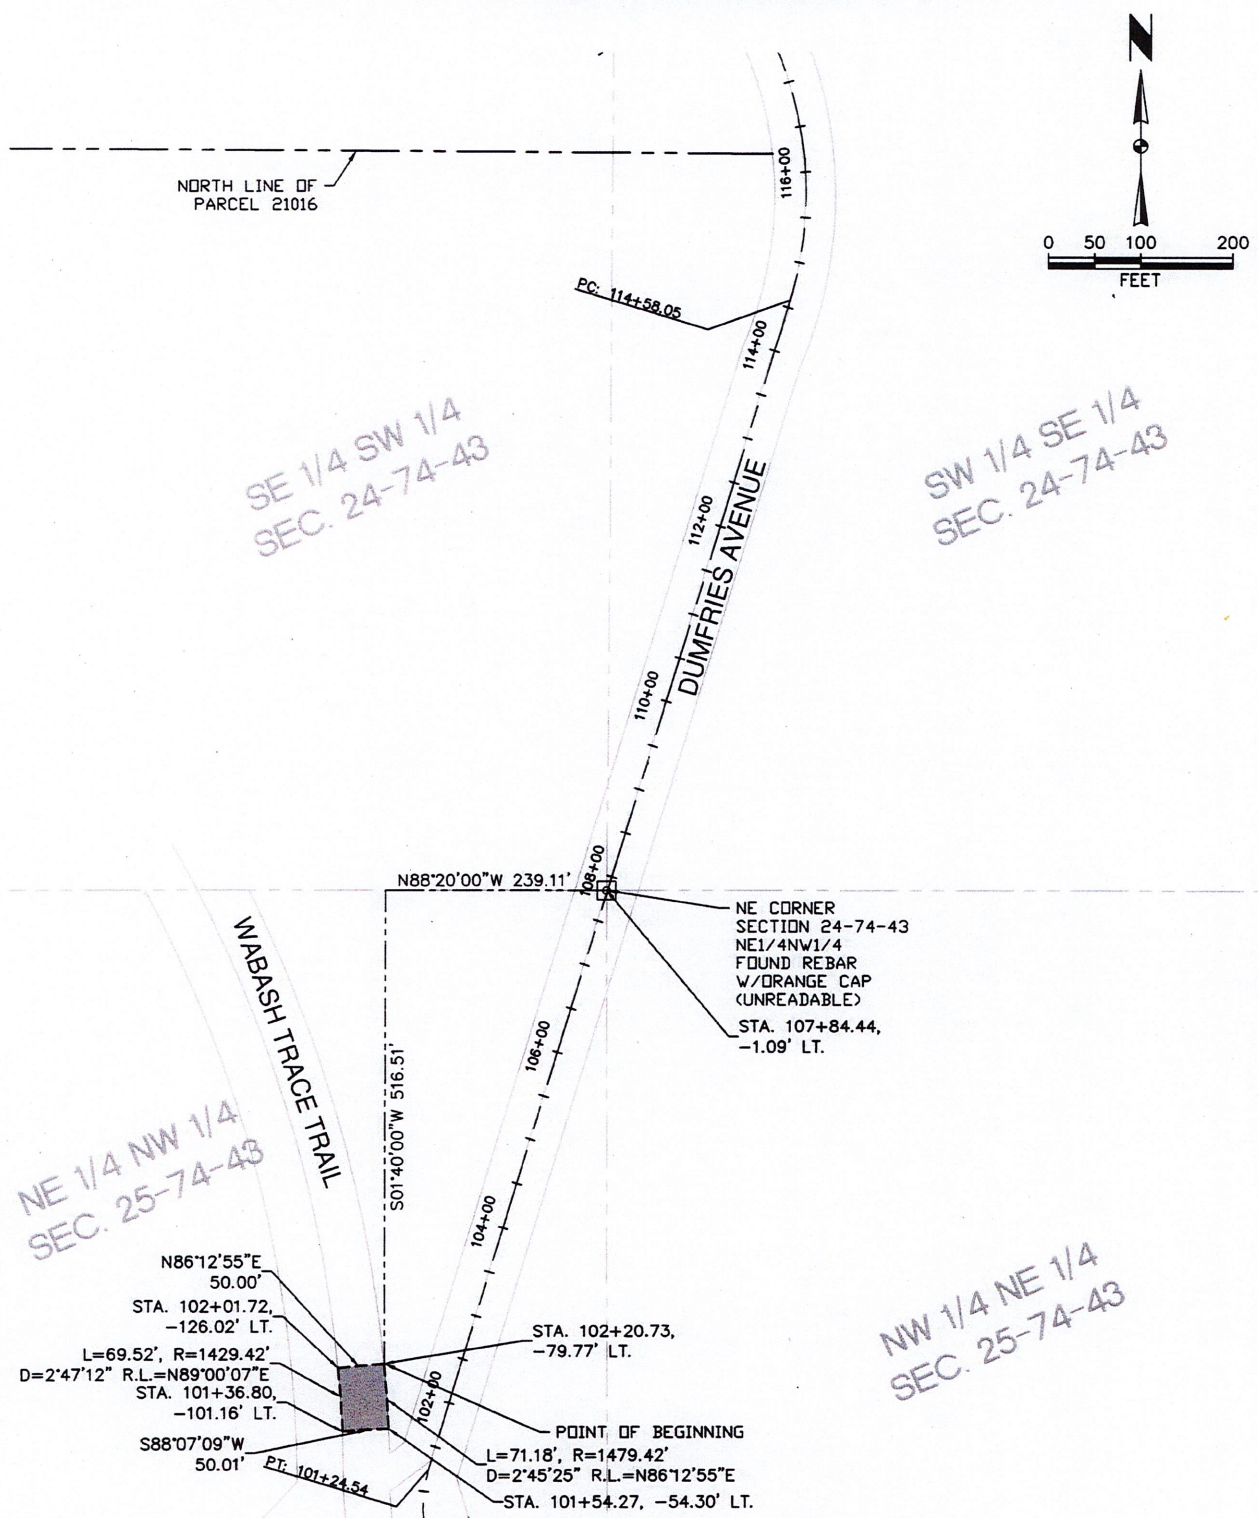 N
0 50 100 200
FEET
NORTH LINE OF
PARCEL 21016
116+00
PC: 114+58.05
114+00
SE 1/4 SW 1/4
SEC. 24-74-43
SW 1/4 SE 1/4
SEC. 24-74-43
112+00
DUMFRIES AVENUE
110+00
108+00
N88°20'00"W 239.11'
NE CORNER
SECTION 24-74-43
NE1/4NW1/4
FOUND REBAR
W/ORANGE CAP
(UNREADABLE)
STA. 107+84.44,
-1.09' LT.
WABASH TRACE TRAIL
106+00
S01°40'00"W 516.51'
NE 1/4 NW 1/4
SEC. 25-74-43
104+00
N86°12'55"E
50.00'
STA. 102+01.72,
-126.02' LT.
L=69.52', R=1429.42'
D=2°47'12" R.L.=N89°00'07"E
STA. 101+36.80,
-101.16' LT.
S88°07'09"W
50.01'
PT: 101+24.54
102+00
STA. 102+20.73,
-79.77' LT.
POINT OF BEGINNING
L=71.18', R=1479.42'
D=2°45'25" R.L.=N86°12'55"E
STA. 101+54.27, -54.30' LT.
NW 1/4 NE 1/4
SEC. 25-74-43